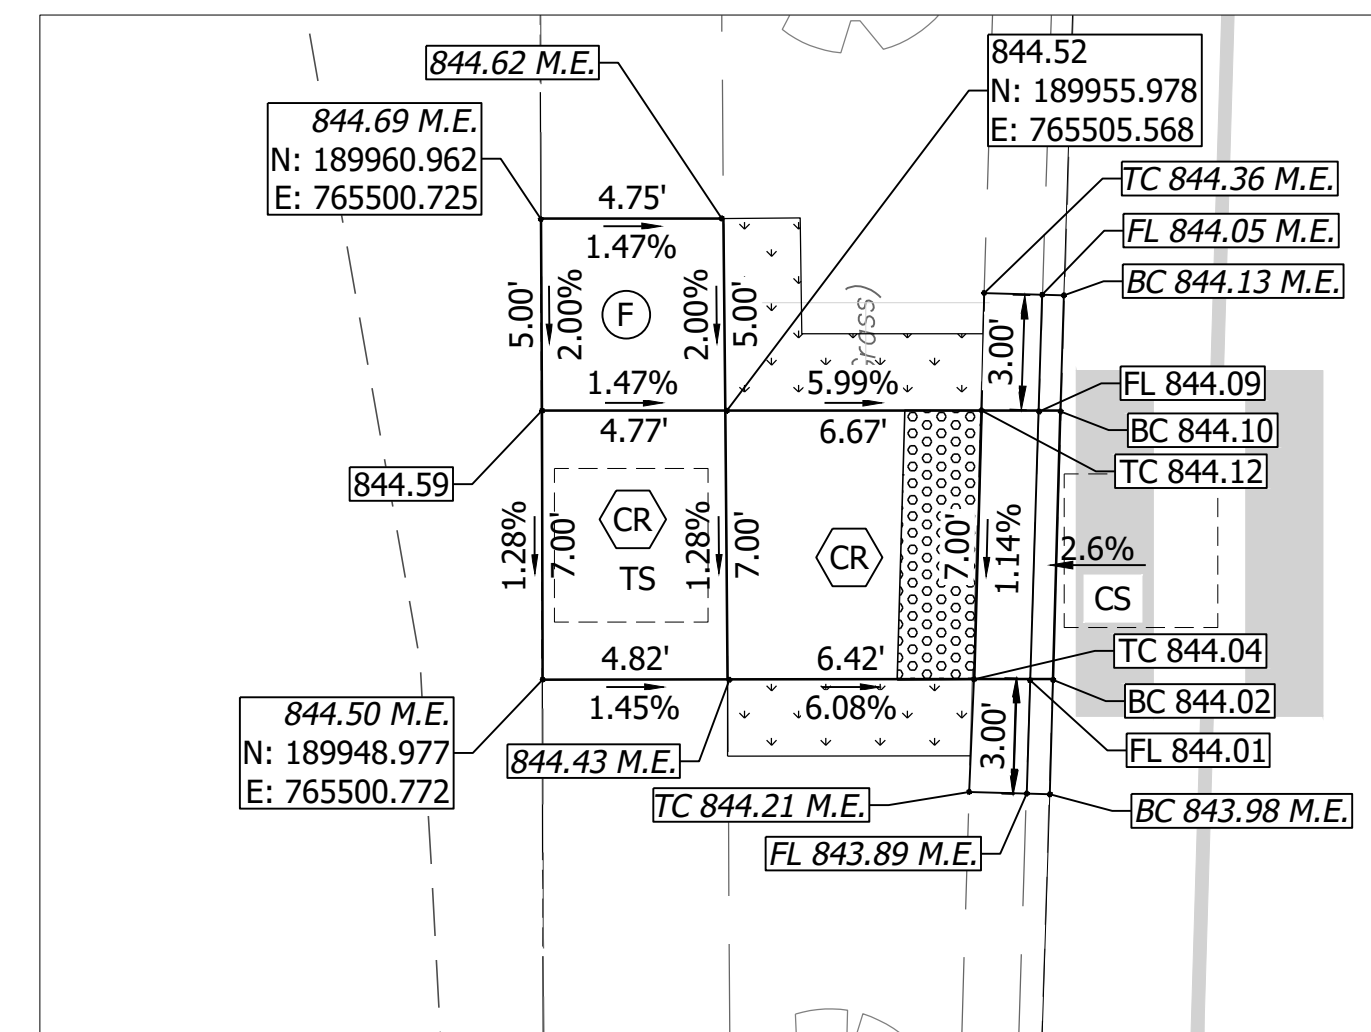 844.62 M.E.
844.52
N: 189955.978
E: 765505.568
844.69 M.E.
N: 189960.962
E: 765500.725
TC 844.36 M.E.
FL 844.05 M.E.
BC 844.13 M.E.
4.75'
1.47%
5.00'
2.00%
F
2.00%
5.00'
Grass)
3.00'
1.47%
4.77'
5.99%
6.67'
FL 844.09
BC 844.10
TC 844.12
844.59
1.28%
7.00'
CR
TS
1.28%
7.00'
CR
7.00'
1.14%
2.6%
CS
4.82'
1.45%
6.42'
6.08%
TC 844.04
BC 844.02
FL 844.01
844.50 M.E.
N: 189948.977
E: 765500.772
844.43 M.E.
3.00'
TC 844.21 M.E.
BC 843.98 M.E.
FL 843.89 M.E.